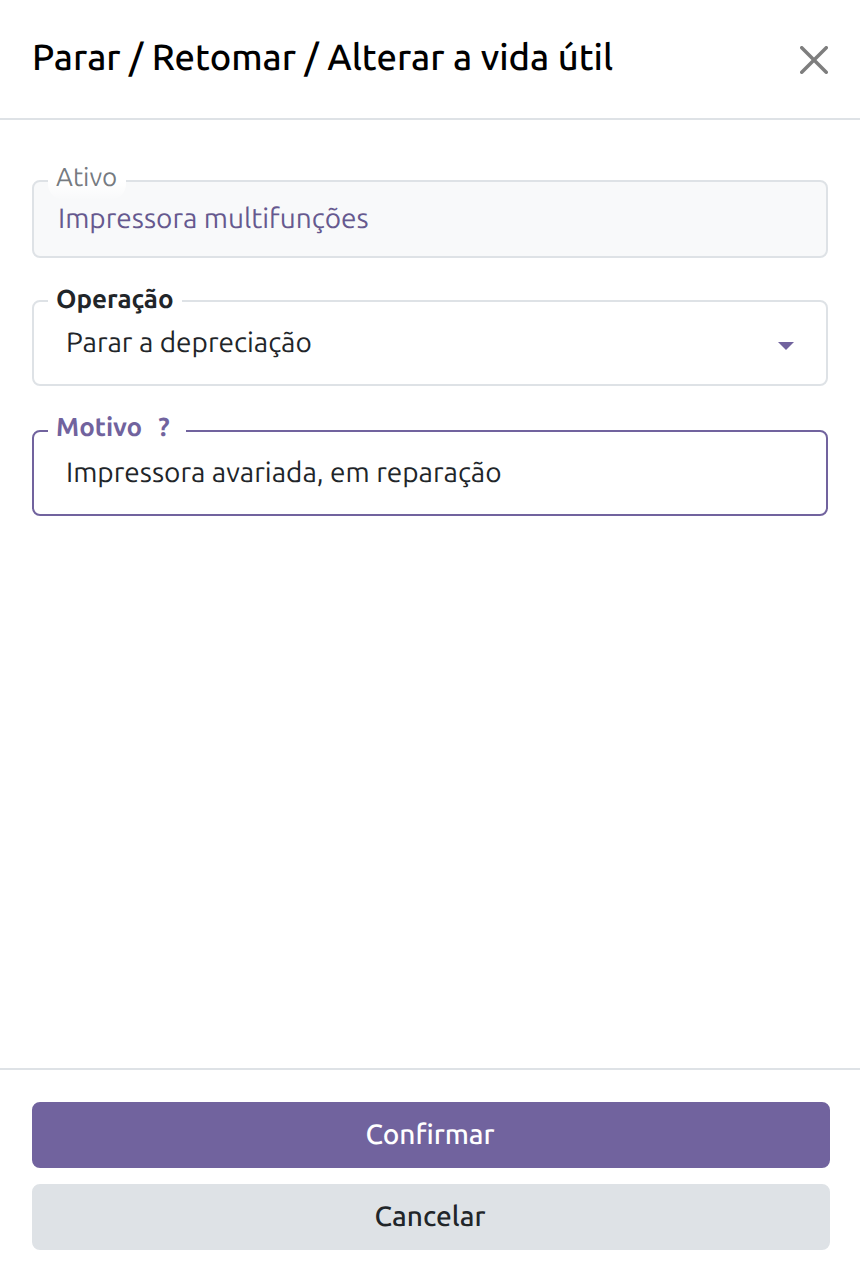 Parar / Retomar / Alterar a vida útil
Ativo
Impressora multifunções
Operação
Parar a depreciação
Motivo ?
Impressora avariada, em reparação
Confirmar
Cancelar